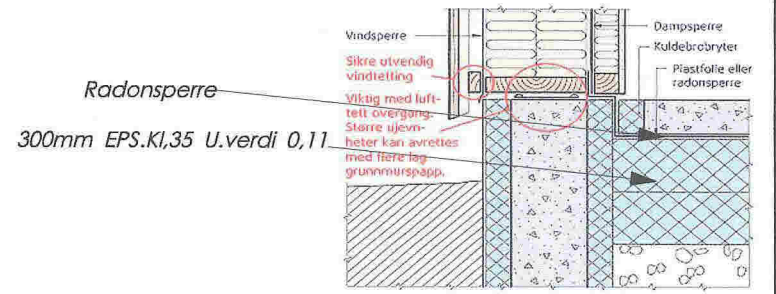 Vindsperre
Sikre utvendig
vindtetting
Viktig med luft-
tett overgang.
Større ujevn-
heter kan avrettes
med flere lag
grunnmurspapp.
Dampsperre
Kuldebrobryter
Plastfolie eller
radonsperre
Radonsperre
300mm EPS.Kl,35 U.verdi 0,11